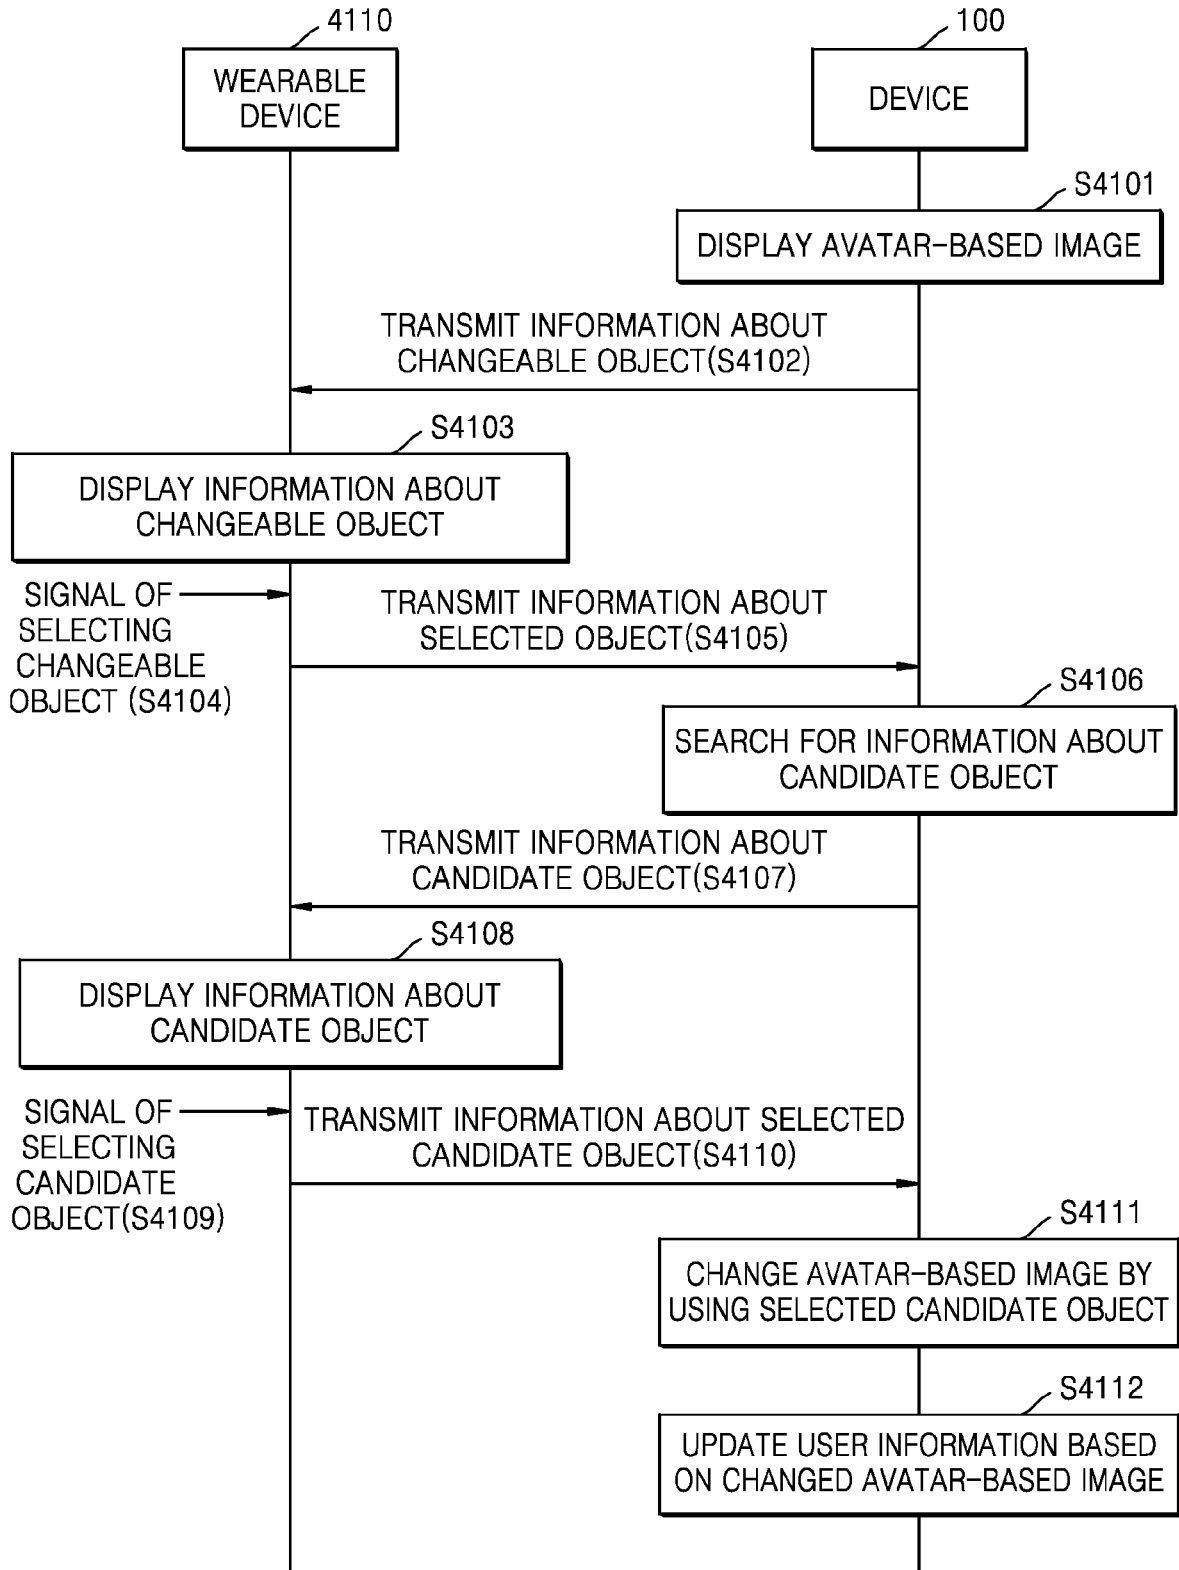 4110
100
WEARABLE
DEVICE
DEVICE
S4101
DISPLAY AVATAR-BASED IMAGE
TRANSMIT INFORMATION ABOUT
CHANGEABLE OBJECT(S4102)
S4103
DISPLAY INFORMATION ABOUT
CHANGEABLE OBJECT
SIGNAL OF
SELECTING
CHANGEABLE
OBJECT (S4104)
TRANSMIT INFORMATION ABOUT
SELECTED OBJECT(S4105)
S4106
SEARCH FOR INFORMATION ABOUT
CANDIDATE OBJECT
TRANSMIT INFORMATION ABOUT
CANDIDATE OBJECT(S4107)
S4108
DISPLAY INFORMATION ABOUT
CANDIDATE OBJECT
SIGNAL OF
SELECTING
CANDIDATE
OBJECT(S4109)
TRANSMIT INFORMATION ABOUT SELECTED
CANDIDATE OBJECT(S4110)
S4111
CHANGE AVATAR-BASED IMAGE BY
USING SELECTED CANDIDATE OBJECT
S4112
UPDATE USER INFORMATION BASED
ON CHANGED AVATAR-BASED IMAGE